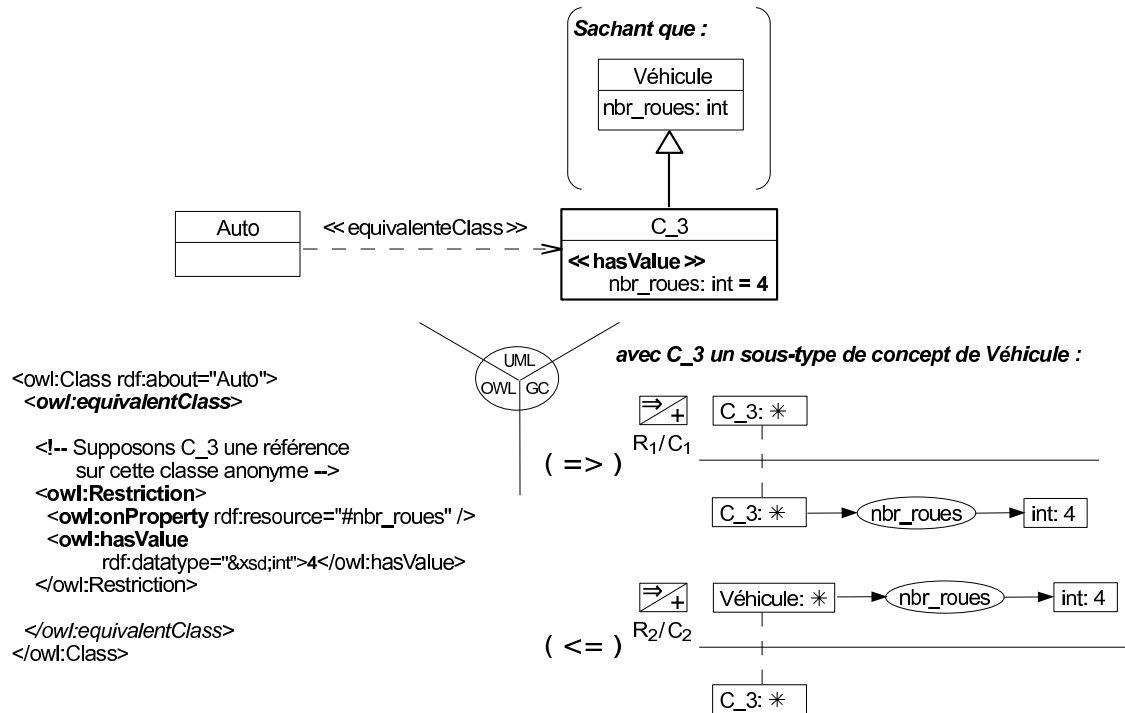 Sachant que :
Véhicule
nbr_roues: int
Auto
<< equivalenteClass >>
C_3
<< hasValue >>
nbr_roues: int = 4
UML
OWL
GC
<owl:Class rdf:about="Auto">
<owl:equivalentClass>
<!-- Supposons C_3 une référence
sur cette classe anonyme -->
<owl:Restriction>
<owl:onProperty rdf:resource="#nbr_roues" />
<owl:hasValue
rdf:datatype="&xsd;int">4</owl:hasValue>
</owl:Restriction>
</owl:equivalentClass>
</owl:Class>
avec C_3 un sous-type de concept de Véhicule :
( => )
⇒ +
R1/C1
C_3: ∗
C_3: ∗
nbr_roues
int: 4
( <= )
⇒ +
R2/C2
Véhicule: ∗
nbr_roues
int: 4
C_3: ∗